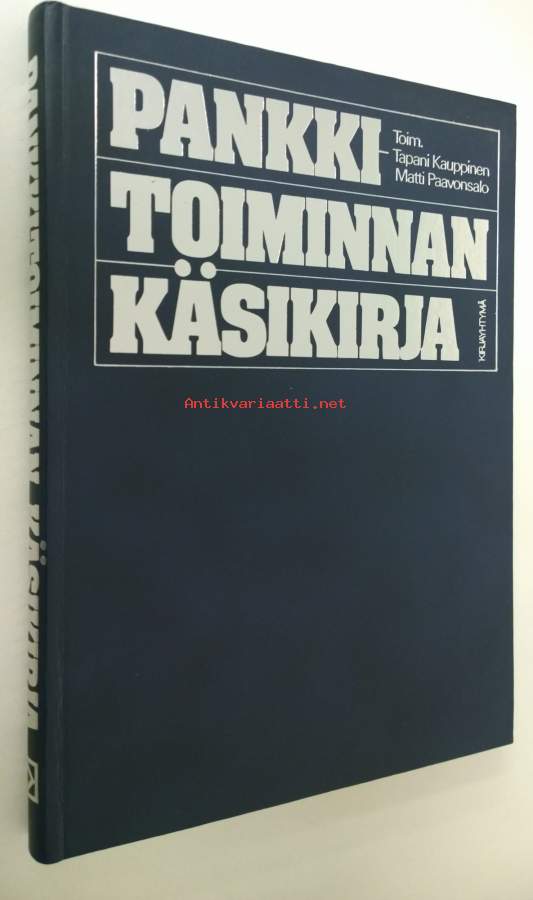 PANKKI-
Toim.
Tapani Kauppinen
Matti Paavonsalo
TOIMINNAN
KÄSIKIRJA
KIRJAYHTYMÄ
Antikvariaatti.net
PANKKITOIMINNAN KÄSIKIRJA